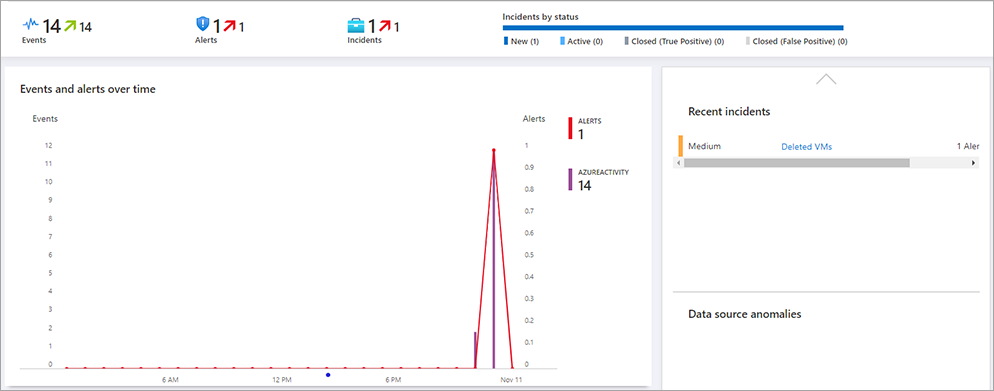 14 14
Events
1 1
Alerts
1 1
Incidents
Incidents by status
New (1) Active (0) Closed (True Positive) (0) Closed (False Positive) (0)
Events and alerts over time
Events
Alerts
12
11
10
9
8
7
6
5
4
3
2
1
0
1
0.9
0.8
0.7
0.6
0.5
0.4
0.3
0.2
0.1
0
6 AM 12 PM 6 PM Nov 11
ALERTS
1
AZUREACTIVITY
14
Recent incidents
Medium Deleted VMs 1 Aler
Data source anomalies